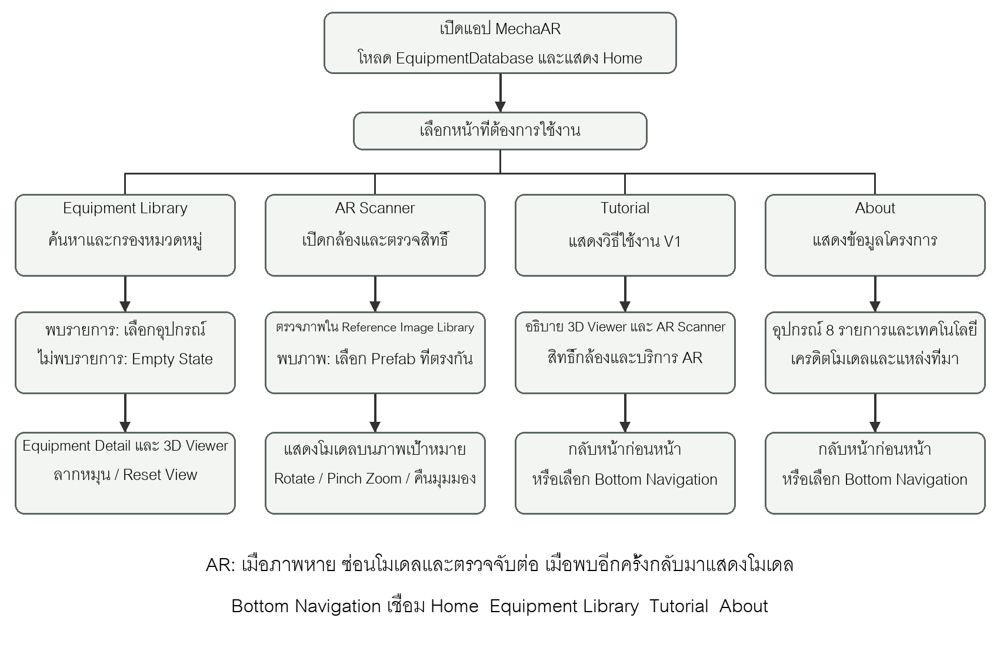 เปิดแอป MechaAR
โหลด EquipmentDatabase และแสดง Home
เลือกหน้าที่ต้องการใช้งาน
Equipment Library
ค้นหาและกรองหมวดหมู่
AR Scanner
เปิดกล้องและตรวจสิทธิ์
Tutorial
แสดงวิธีใช้งาน V1
About
แสดงข้อมูลโครงการ
พบรายการ: เลือกอุปกรณ์
ไม่พบรายการ: Empty State
ตรวจภาพใน Reference Image Library
พบภาพ: เลือก Prefab ที่ตรงกัน
อธิบาย 3D Viewer และ AR Scanner
สิทธิ์กล้องและบริการ AR
อุปกรณ์ 8 รายการและเทคโนโลยี
เครดิตโมเดลและแหล่งที่มา
Equipment Detail และ 3D Viewer
ลากหมุน / Reset View
แสดงโมเดลบนภาพเป้าหมาย
Rotate / Pinch Zoom / คืนมุมมอง
กลับหน้าก่อนหน้า
หรือเลือก Bottom Navigation
กลับหน้าก่อนหน้า
หรือเลือก Bottom Navigation
AR: เมื่อภาพหาย ซ่อนโมเดลและตรวจจับต่อ เมื่อพบอีกครั้งกลับมาแสดงโมเดล
Bottom Navigation เชื่อม Home Equipment Library Tutorial About